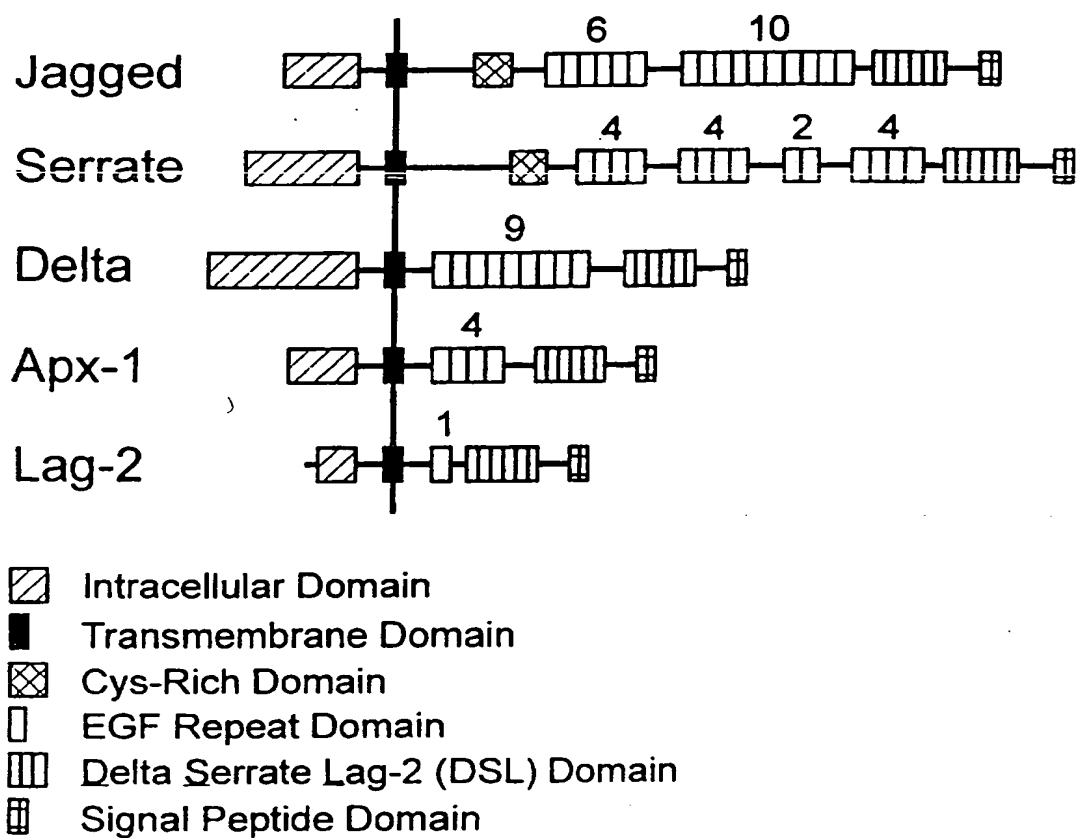 6 10
Jagged
4 4 2 4
Serrate
9
Delta
4
Apx-1
1
Lag-2
Intracellular Domain
Transmembrane Domain
Cys-Rich Domain
EGF Repeat Domain
Delta Serrate Lag-2 (DSL) Domain
Signal Peptide Domain